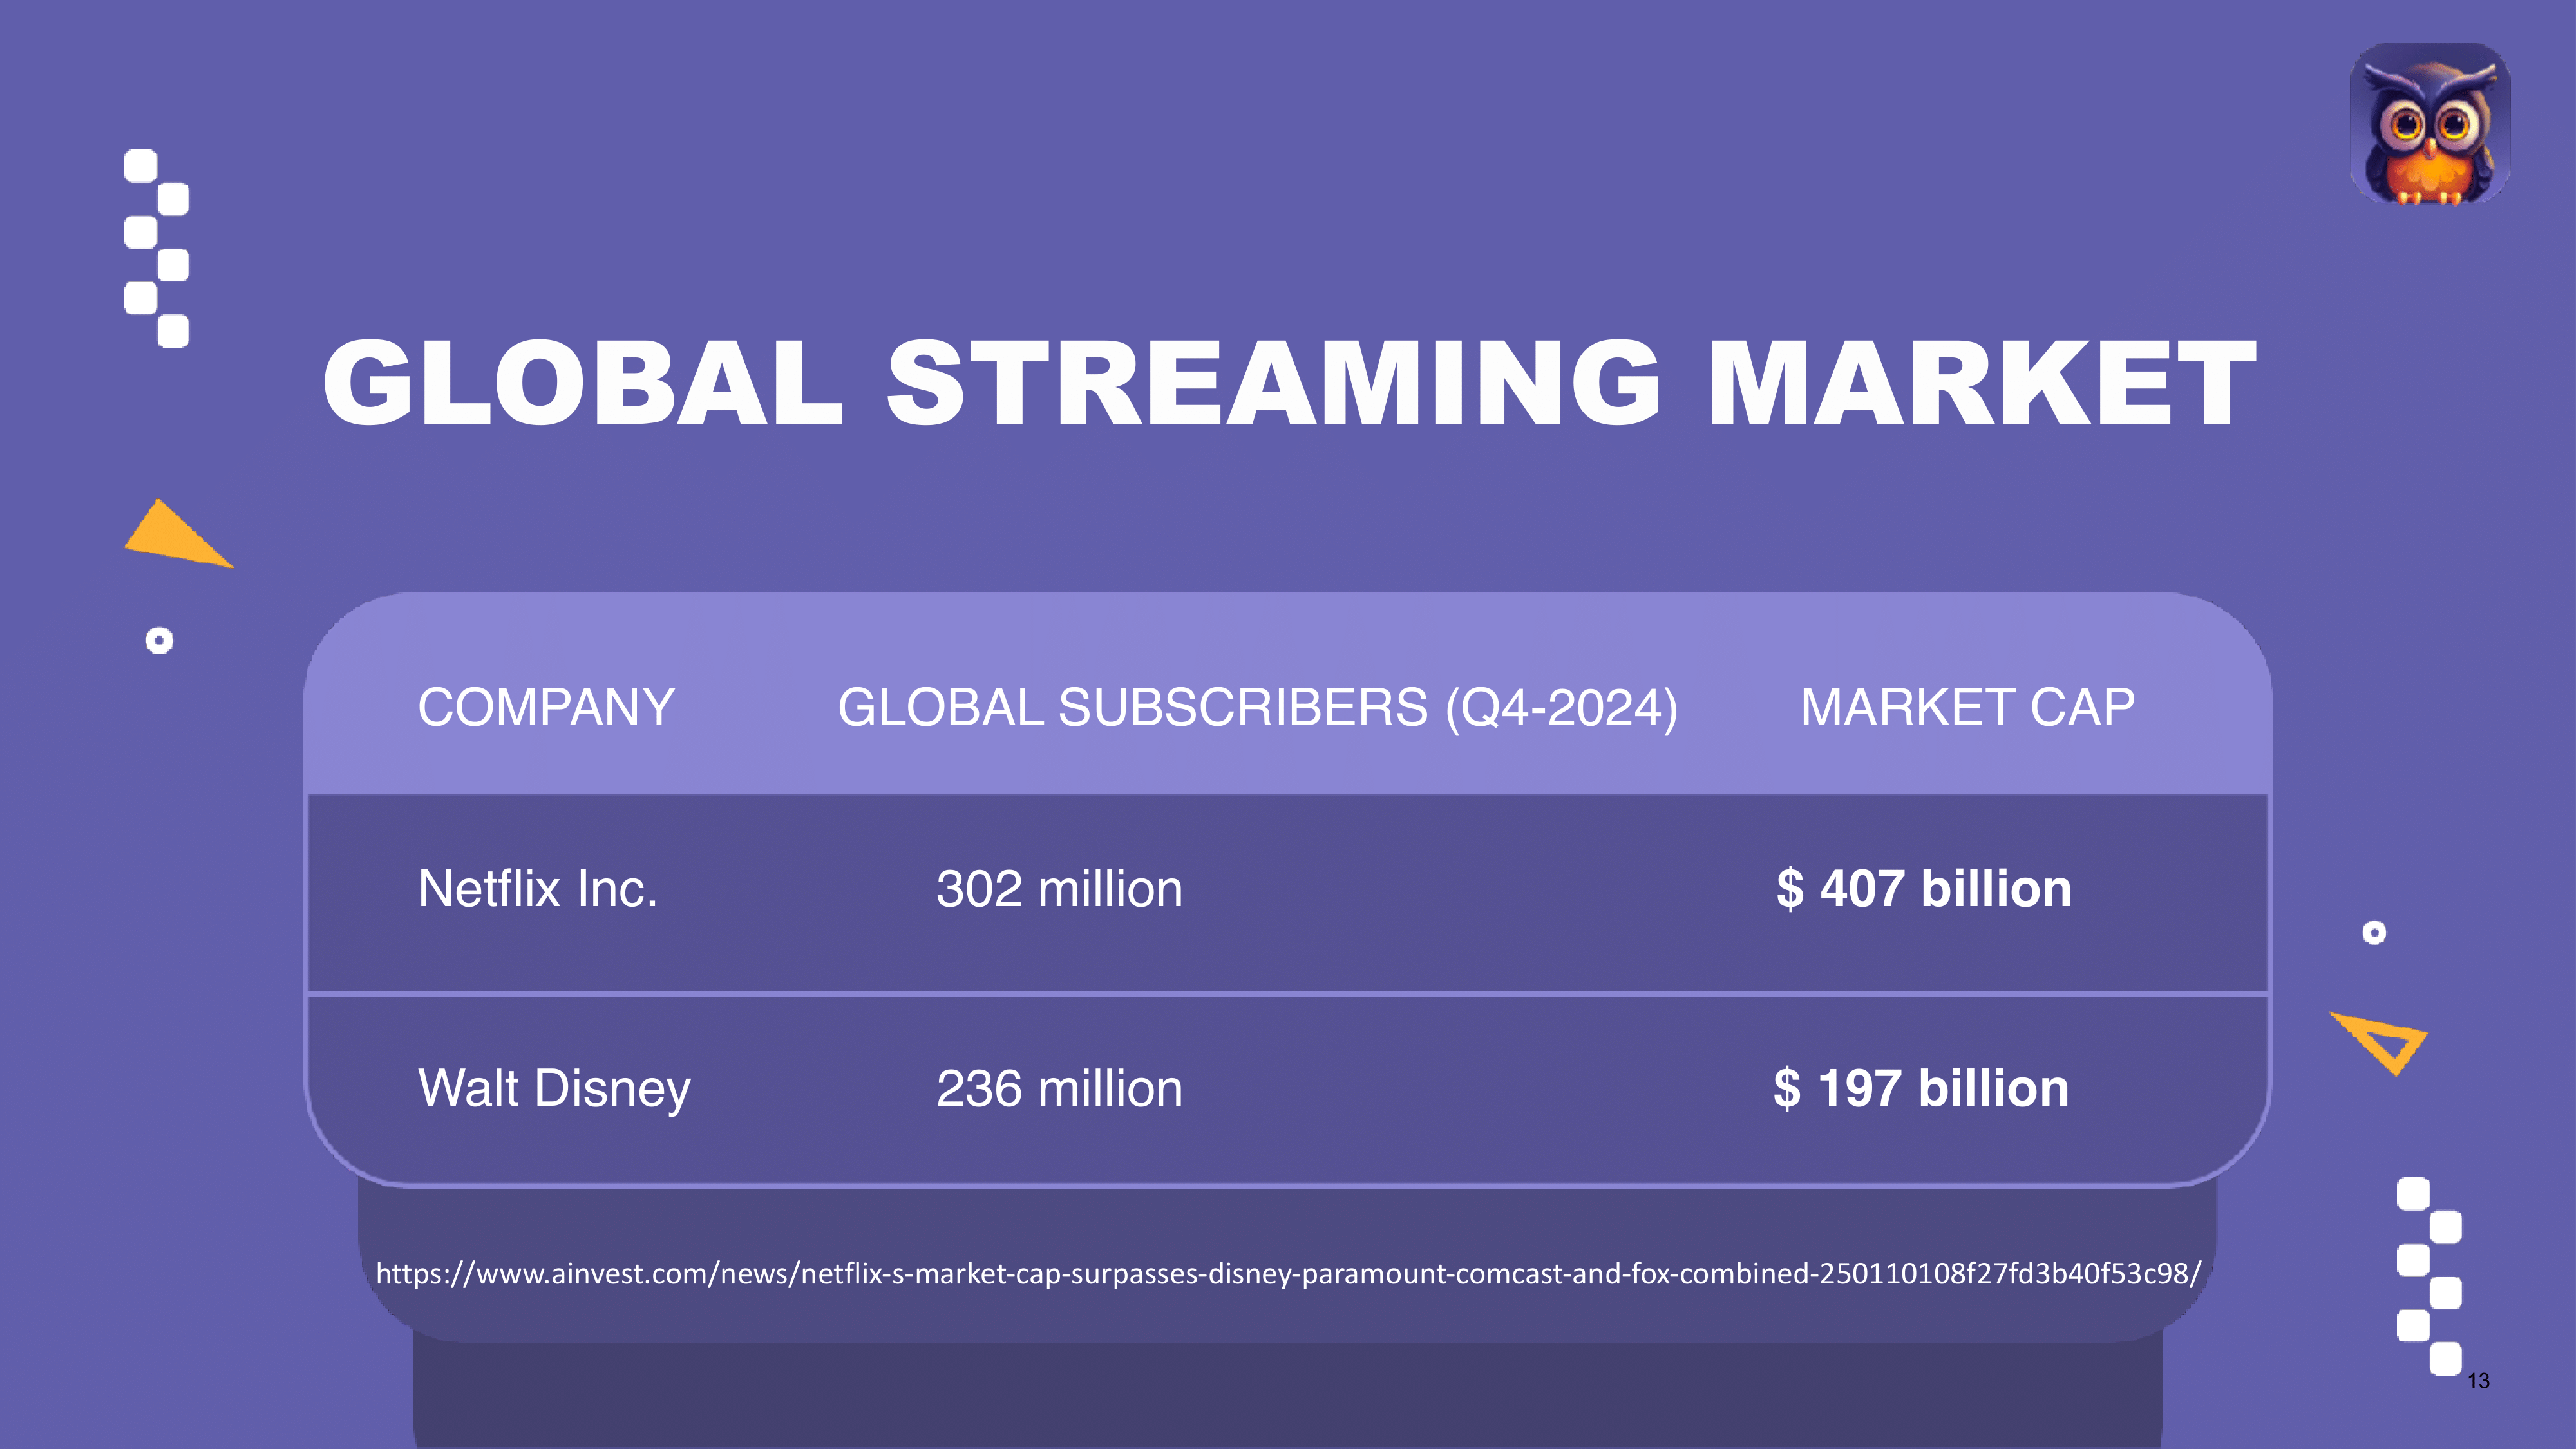 GLOBAL STREAMING MARKET
COMPANY GLOBAL SUBSCRIBERS (Q4-2024) MARKET CAP
Netflix Inc. 302 million $ 407 billion
Walt Disney 236 million $ 197 billion
https://www.ainvest.com/news/netflix-s-market-cap-surpasses-disney-paramount-comcast-and-fox-combined-250110108f27fd3b40f53c98/
13